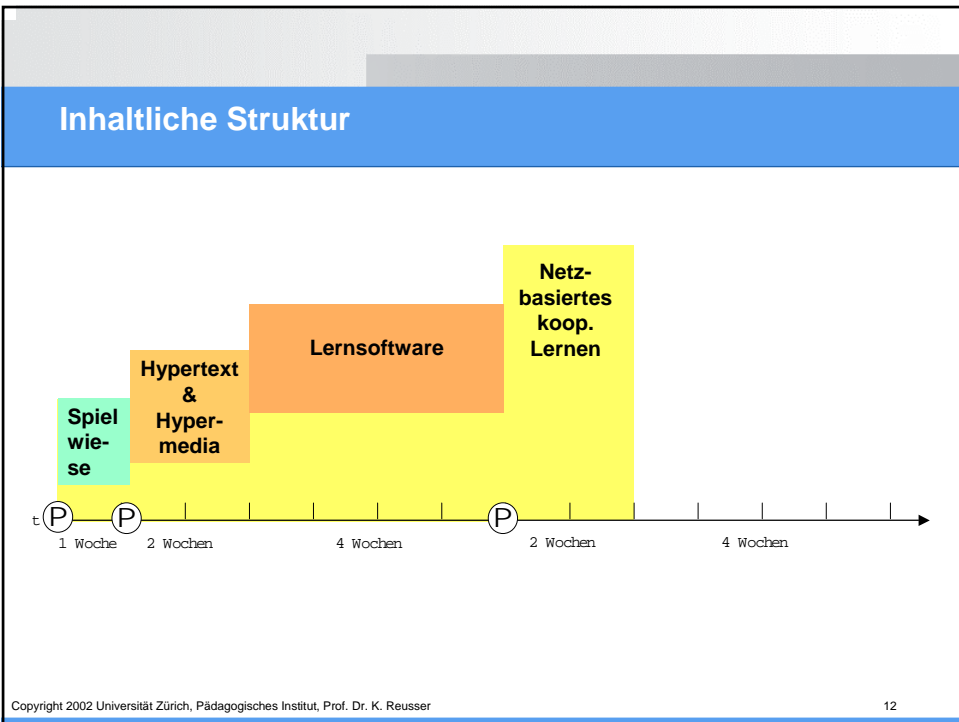 Inhaltliche Struktur
Netz-
basiertes
koop.
Lernen
Lernsoftware
Hypertext
&
Hyper-
media
Spiel
wie-
se
t P P P
1 Woche 2 Wochen 4 Wochen 2 Wochen 4 Wochen
Copyright 2002 Universität Zürich, Pädagogisches Institut, Prof. Dr. K. Reusser 12